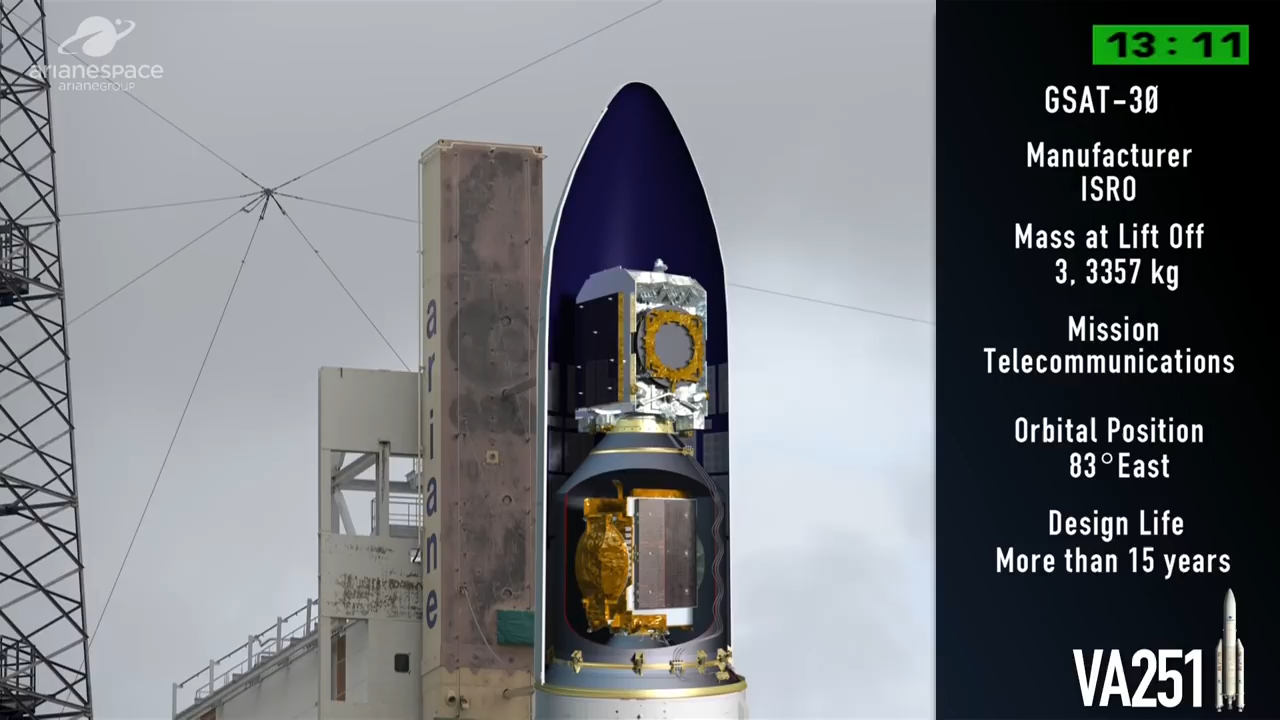 arianespace
arianeGROUP
ariane
13:11
GSAT-30
Manufacturer
ISRO
Mass at Lift Off
3, 3357 kg
Mission
Telecommunications
Orbital Position
83° East
Design Life
More than 15 years
VA251